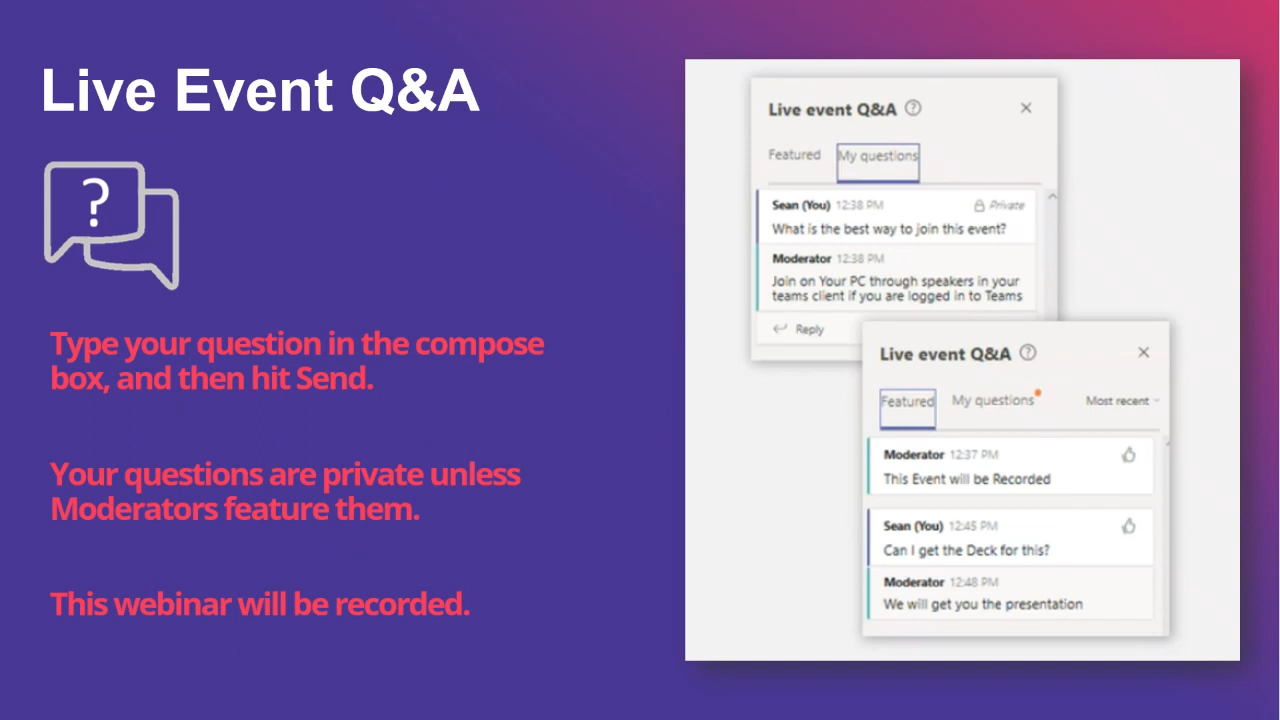 Live Event Q&A
?
Type your question in the compose
box, and then hit Send.
Your questions are private unless
Moderators feature them.
This webinar will be recorded.
Live event Q&A ?
Featured My questions
Sean (You) 12:38 PM Private
What is the best way to join this event?
Moderator 12:38 PM
Join on Your PC through speakers in your
teams client if you are logged in to Teams
Reply
Live event Q&A ?
Featured My questions Most recent
Moderator 12:37 PM
This Event will be Recorded
Sean (You) 12:45 PM
Can I get the Deck for this?
Moderator 12:48 PM
We will get you the presentation